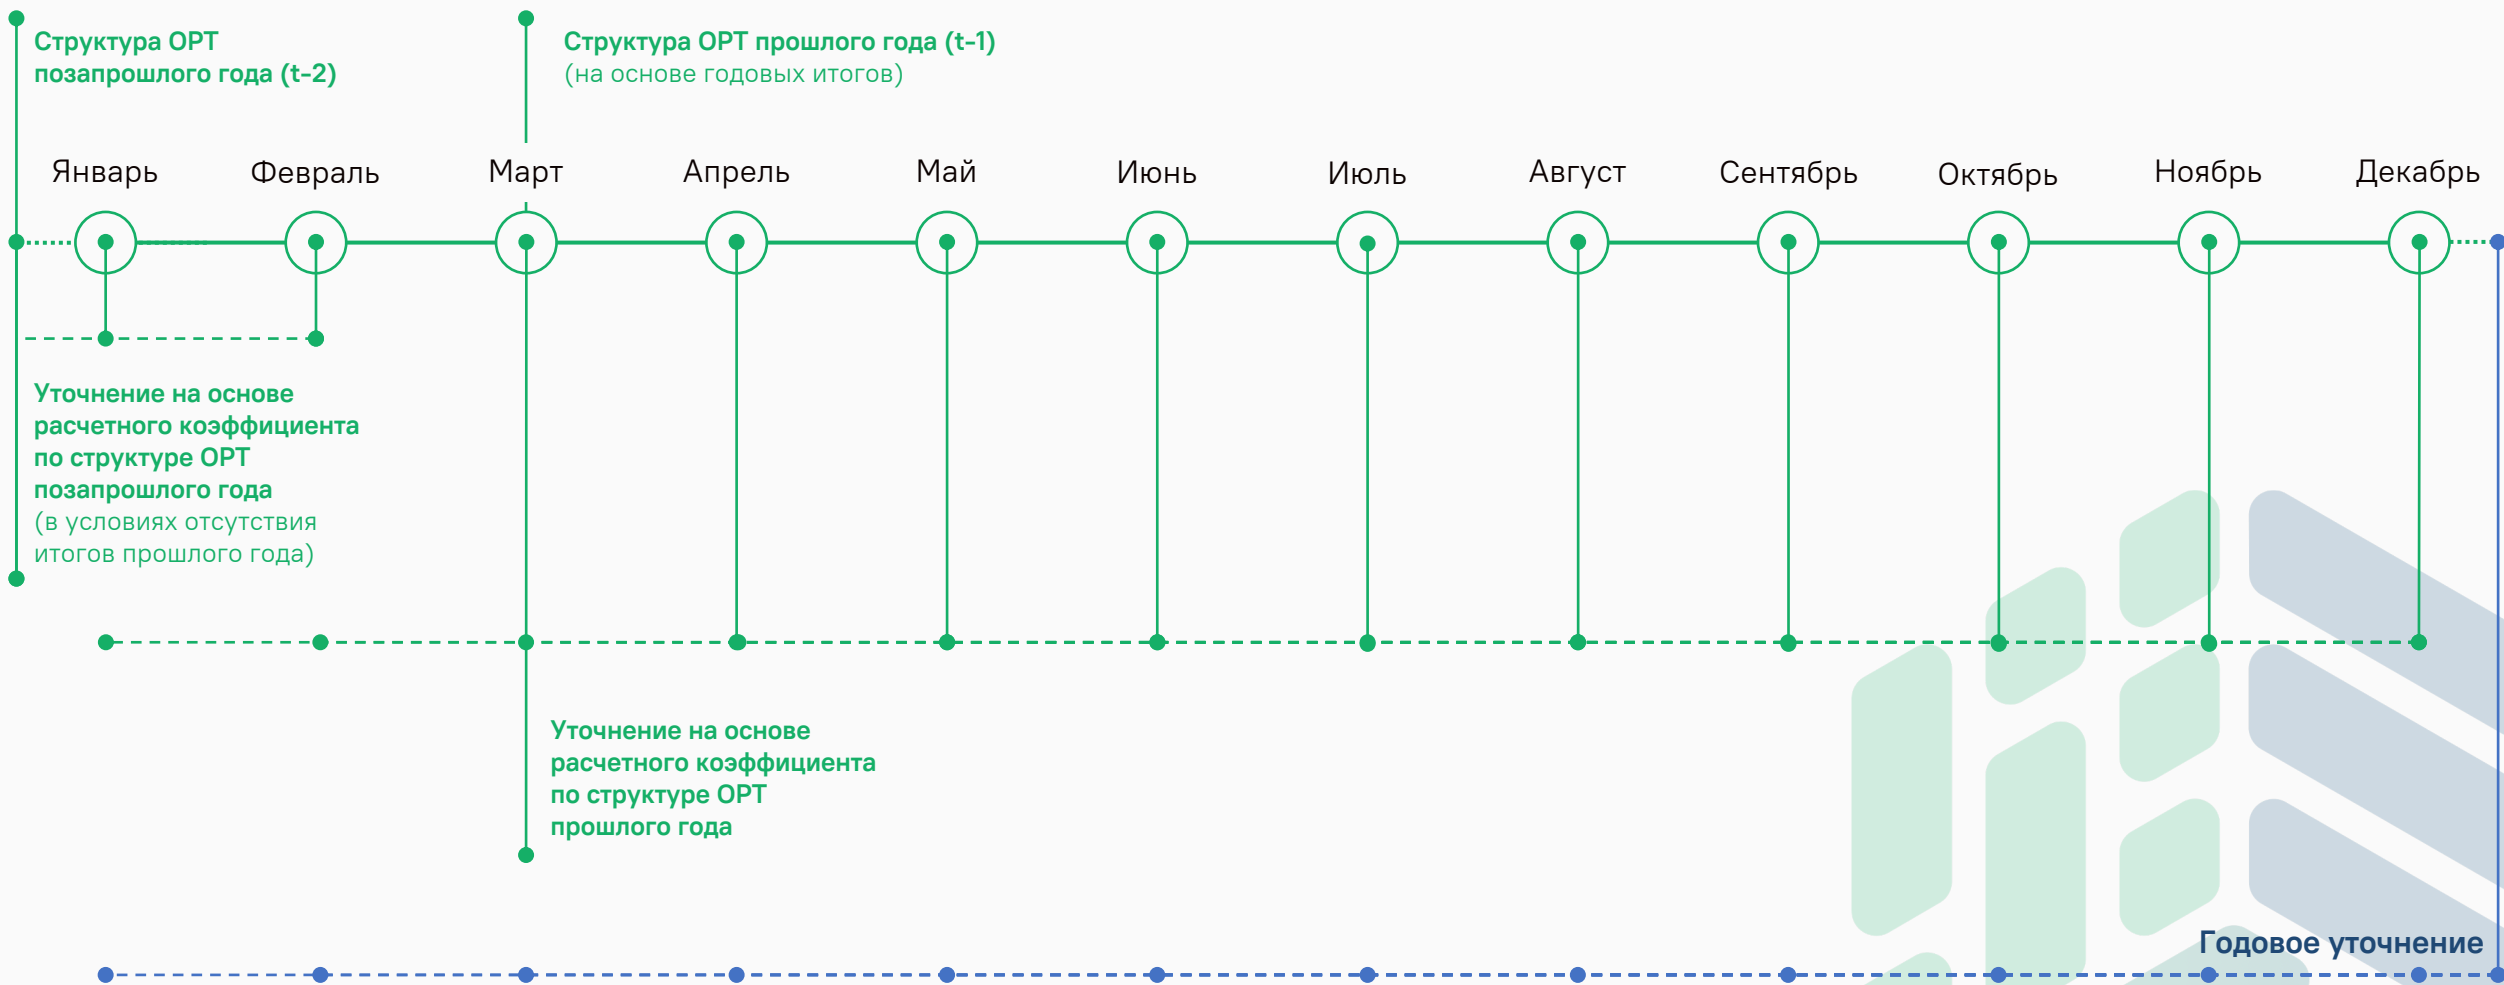 Структура ОРТ
позапрошлого года (t-2)
Структура ОРТ прошлого года (t-1)
(на основе годовых итогов)
Январь
Февраль
Март
Апрель
Май
Июнь
Июль
Август
Сентябрь
Октябрь
Ноябрь
Декабрь
Уточнение на основе
расчетного коэффициента
по структуре ОРТ
позапрошлого года
(в условиях отсутствия
итогов прошлого года)
Уточнение на основе
расчетного коэффициента
по структуре ОРТ
прошлого года
Годовое уточнение